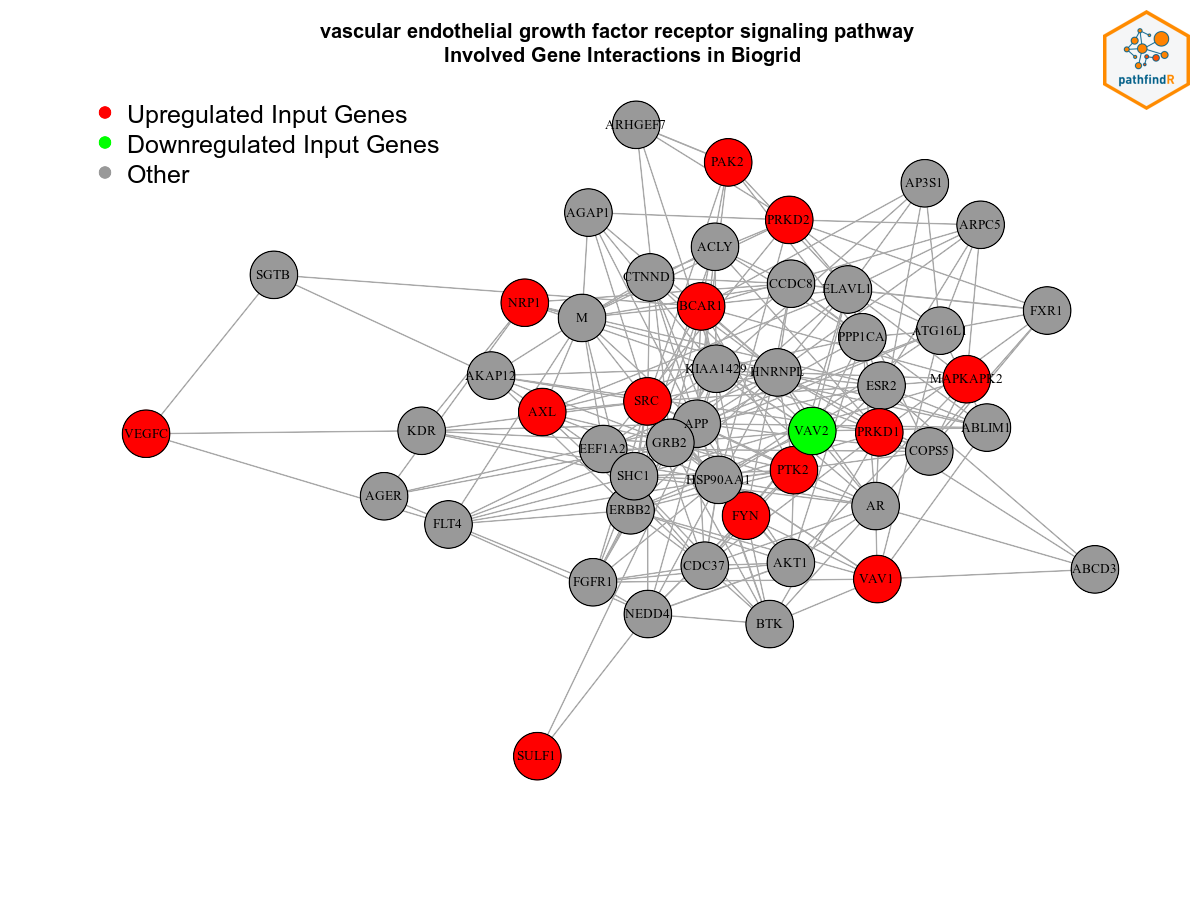 vascular endothelial growth factor receptor signaling pathway
Involved Gene Interactions in Biogrid
pathfindR
Upregulated Input Genes
Downregulated Input Genes
Other
ARHGEF7
PAK2
AP3S1
AGAP1
PRKD2
ARPC5
ACLY
SGTB
CTNND
CCDC8
ELAVL1
NRP1
BCAR1
FXR1
M
ATG16L1
PPP1CA
KIAA1429
HNRNPL
AKAP12
ESR2
MAPKAPK2
SRC
AXL
APP
VEGFC
KDR
VAV2
PRKD1
ABLIM1
GRB2
EEF1A2
COPS5
SHC1
HSP90AA1
PTK2
AGER
ERBB2
FYN
AR
FLT4
CDC37
AKT1
ABCD3
FGFR1
VAV1
NEDD4
BTK
SULF1